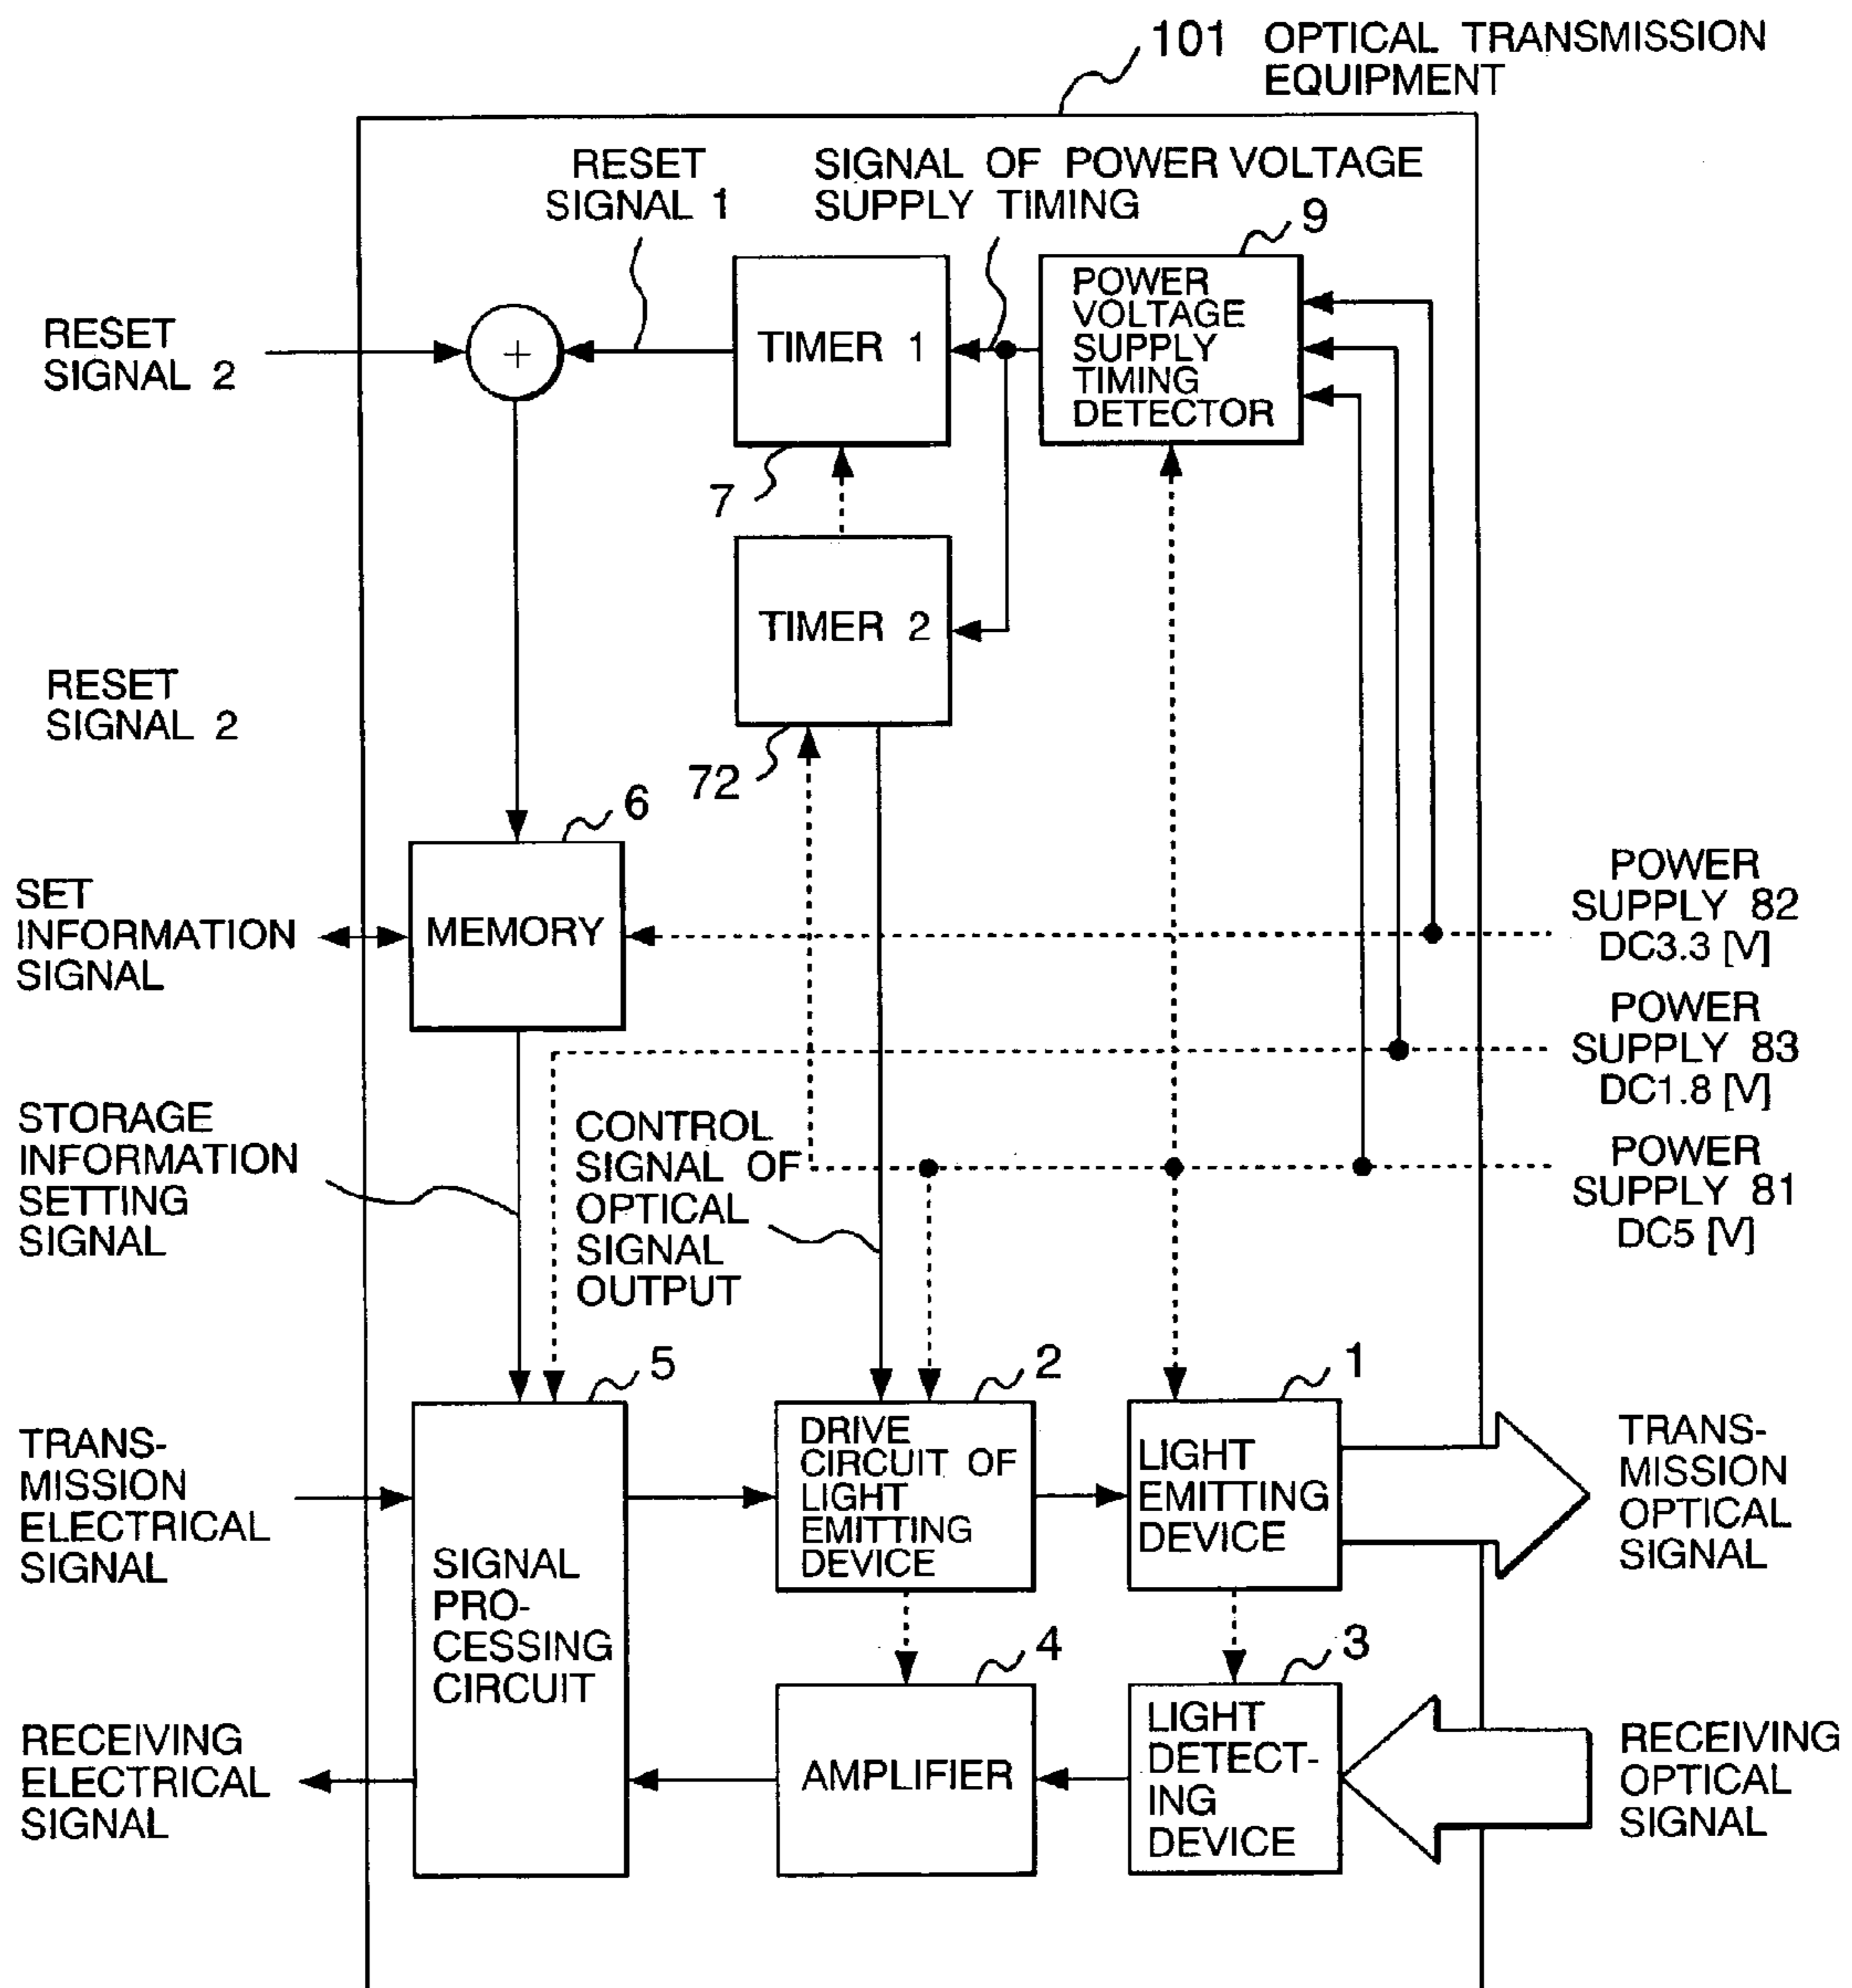 101 OPTICAL TRANSMISSION
EQUIPMENT
RESET
SIGNAL 1
SIGNAL OF POWER VOLTAGE
SUPPLY TIMING
9
RESET
SIGNAL 2
+
TIMER 1
POWER
VOLTAGE
SUPPLY
TIMING
DETECTOR
7
TIMER 2
RESET
SIGNAL 2
72
6
SET
INFORMATION
SIGNAL
MEMORY
POWER
SUPPLY 82
DC3.3 [V]
POWER
SUPPLY 83
DC1.8 [V]
STORAGE
INFORMATION
SETTING
SIGNAL
CONTROL
SIGNAL OF
OPTICAL
SIGNAL
OUTPUT
POWER
SUPPLY 81
DC5 [V]
5
2
1
TRANS-
MISSION
ELECTRICAL
SIGNAL
SIGNAL
PRO-
CESSING
CIRCUIT
DRIVE
CIRCUIT OF
LIGHT
EMITTING
DEVICE
LIGHT
EMITTING
DEVICE
TRANS-
MISSION
OPTICAL
SIGNAL
4
3
RECEIVING
ELECTRICAL
SIGNAL
AMPLIFIER
LIGHT
DETECT-
ING
DEVICE
RECEIVING
OPTICAL
SIGNAL